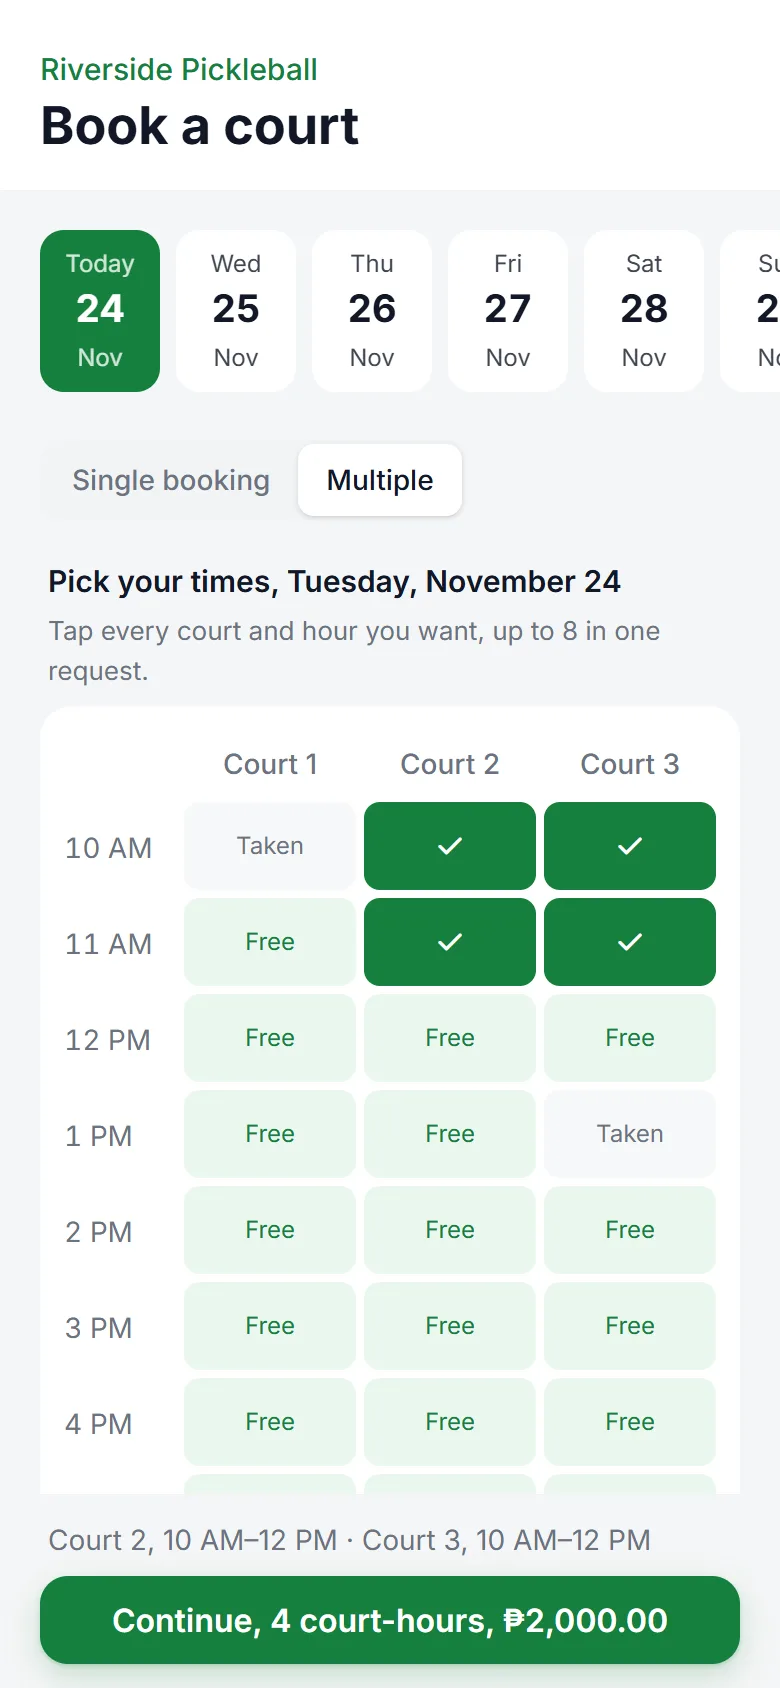 Riverside Pickleball
Book a court
Today Wed Thu Fri Sat
24 25 26 27 28
Nov Nov Nov Nov Nov
Single booking Multiple
Pick your times, Tuesday, November 24
Tap every court and hour you want, up to 8 in one
request.
Court 1 Court 2 Court 3
10 AM Taken
11 AM Free
12 PM Free Free Free
1 PM Free Free Taken
2 PM Free Free Free
3 PM Free Free Free
4 PM Free Free Free
Court 2, 10 AM–12 PM · Court 3, 10 AM–12 PM
Continue, 4 court-hours, ₱2,000.00